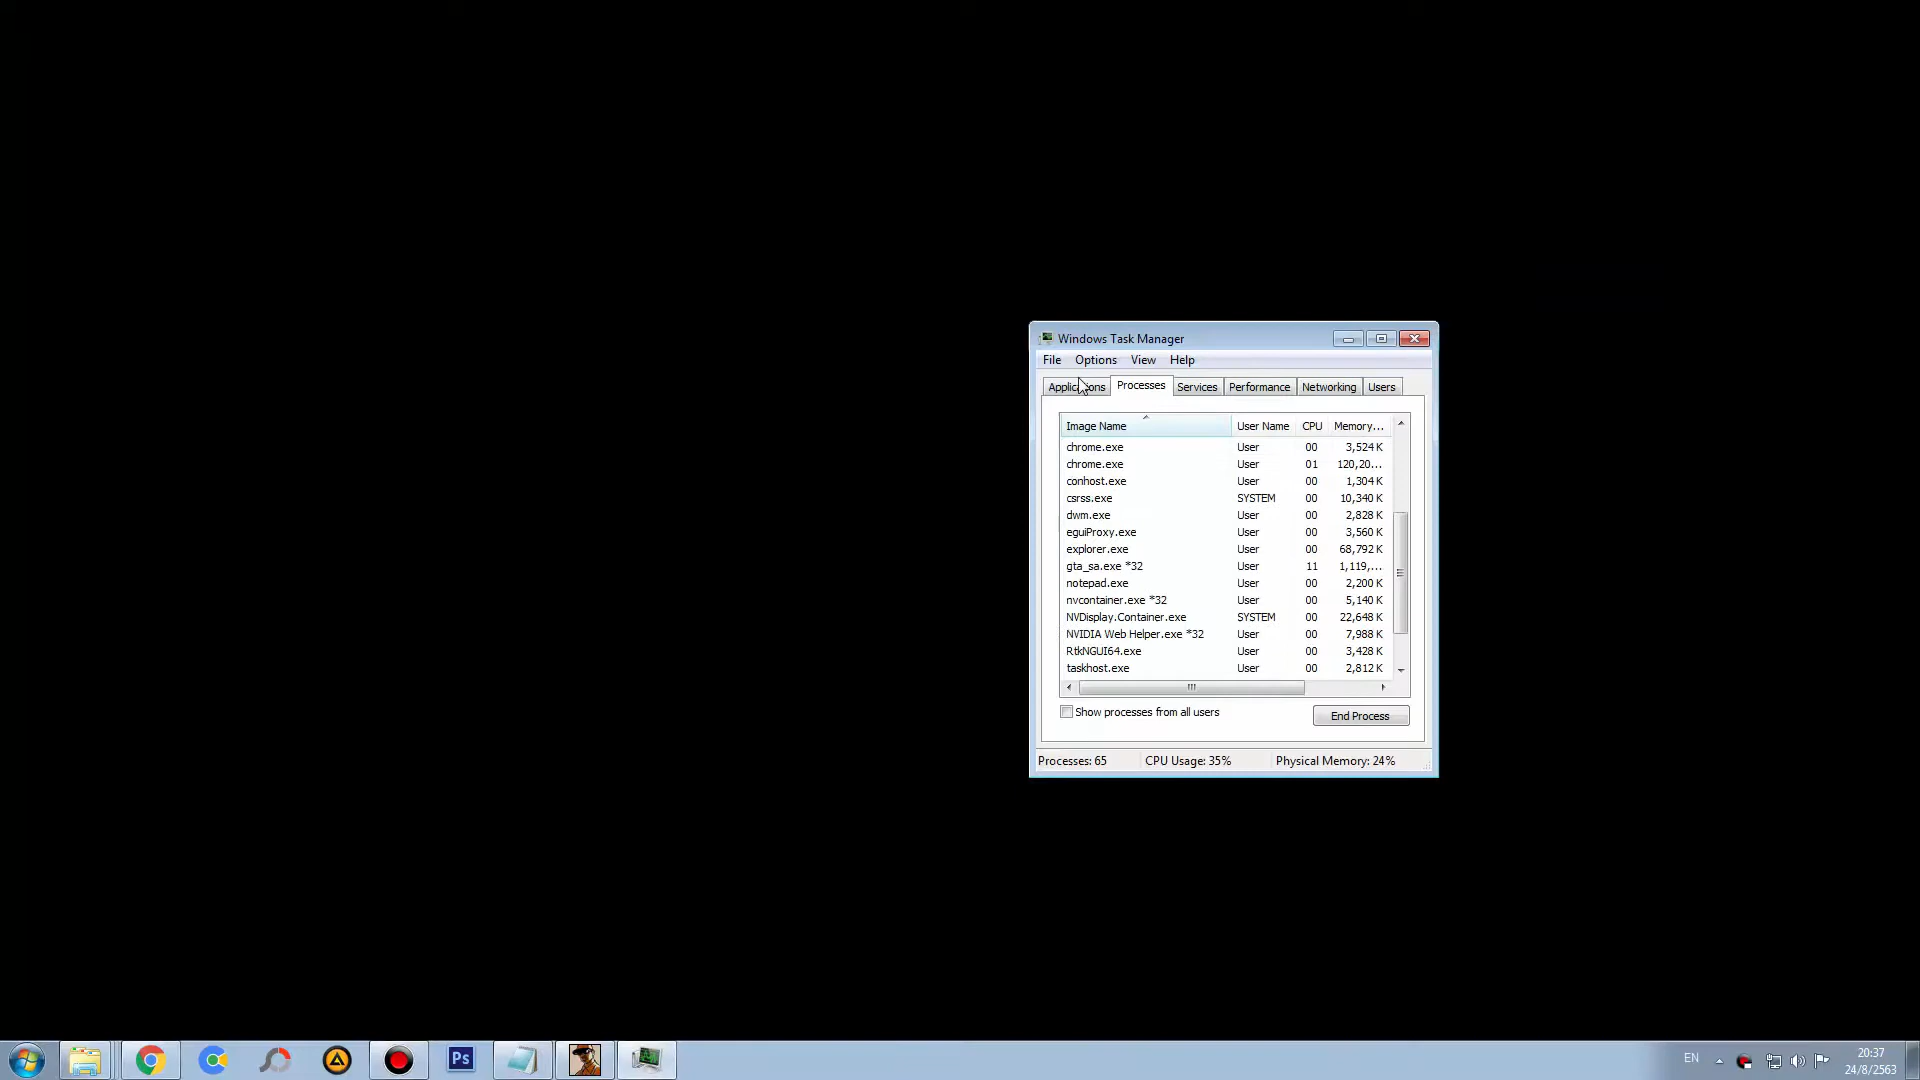 Windows Task Manager
File Options View Help
Applications Processes Services Performance Networking Users
Image Name User Name CPU Memory...
chrome.exe User 00 3,524 K
chrome.exe User 01 120,20...
conhost.exe User 00 1,304 K
csrss.exe SYSTEM 00 10,340 K
dwm.exe User 00 2,828 K
eguiProxy.exe User 00 3,560 K
explorer.exe User 00 68,792 K
gta_sa.exe *32 User 11 1,119,...
notepad.exe User 00 2,200 K
nvcontainer.exe *32 User 00 5,140 K
NVDisplay.Container.exe SYSTEM 00 22,648 K
NVIDIA Web Helper.exe *32 User 00 7,988 K
RtkNGUI64.exe User 00 3,428 K
taskhost.exe User 00 2,812 K
Show processes from all users
End Process
Processes: 65 CPU Usage: 35% Physical Memory: 24%
Ps
EN
20:37
24/8/2563